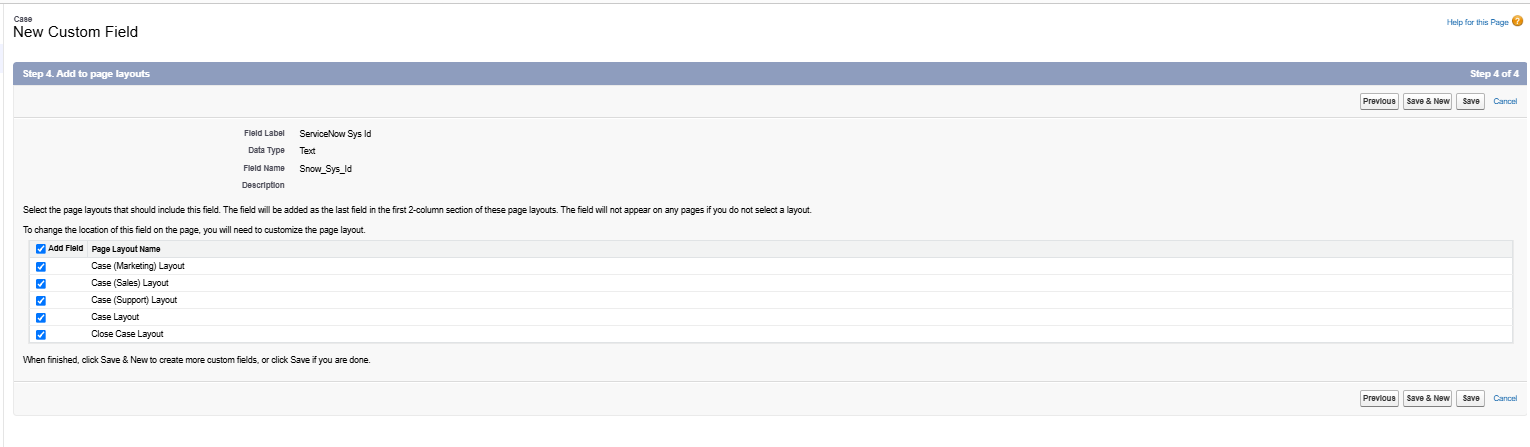 Case
New Custom Field
Help for this Page ?
Step 4. Add to page layouts
Step 4 of 4
Previous Save & New Save Cancel
Field Label ServiceNow Sys Id
Data Type Text
Field Name Snow_Sys_Id
Description
Select the page layouts that should include this field. The field will be added as the last field in the first 2-column section of these page layouts. The field will not appear on any pages if you do not select a layout.
To change the location of this field on the page, you will need to customize the page layout.
Add Field Page Layout Name
Case (Marketing) Layout
Case (Sales) Layout
Case (Support) Layout
Case Layout
Close Case Layout
When finished, click Save & New to create more custom fields, or click Save if you are done.
Previous Save & New Save Cancel